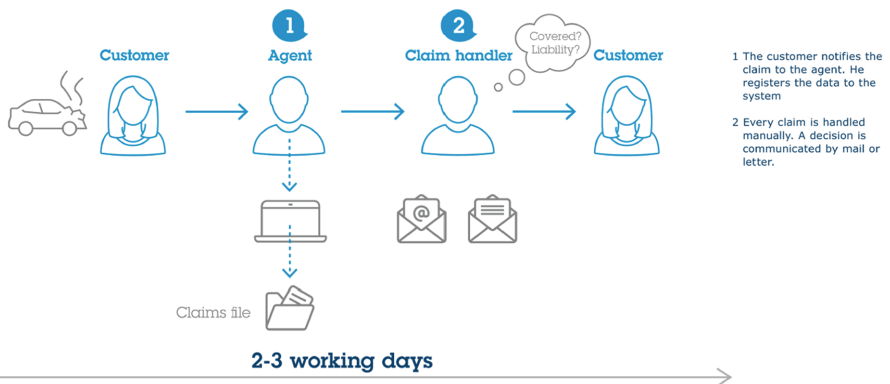 1
2
Customer
Agent
Claim handler
Covered?
Liability?
Customer
@
Claims file
2-3 working days
1 The customer notifies the
claim to the agent. He
registers the data to the
system
2 Every claim is handled
manually. A decision is
communicated by mail or
letter.